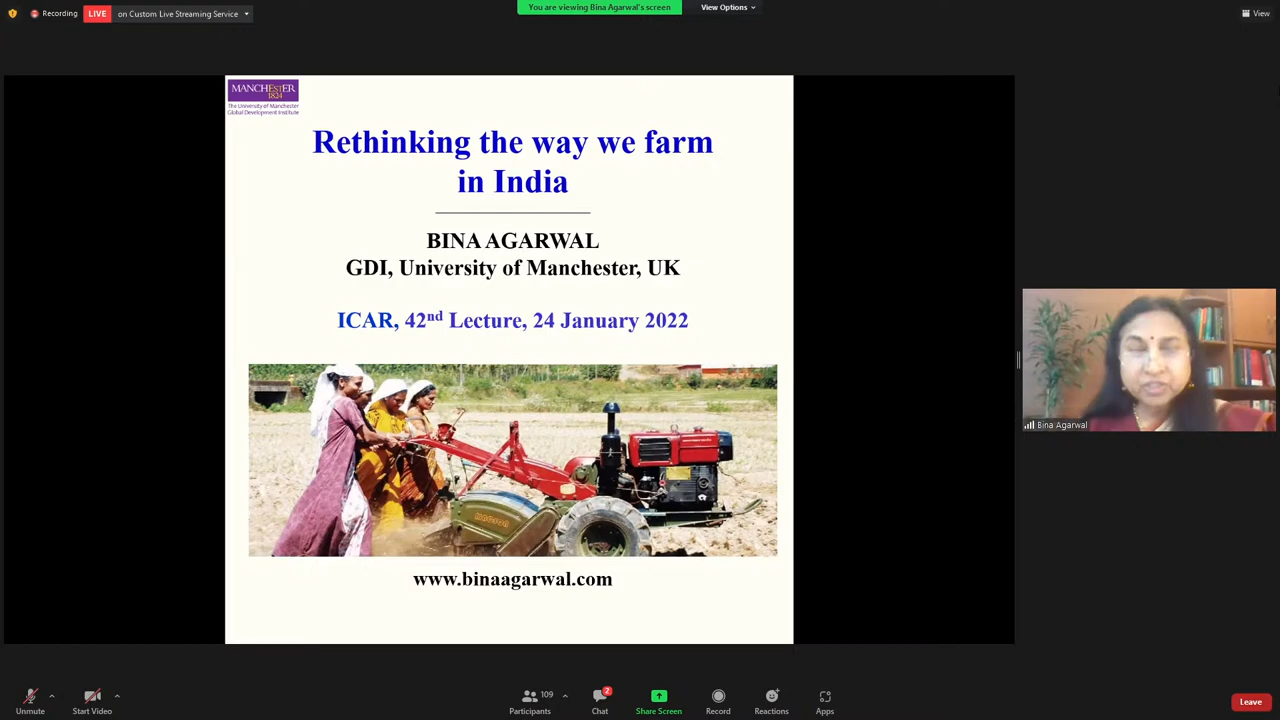 Recording
LIVE
on Custom Live Streaming Service
You are viewing Bina Agarwal's screen
View Options
View
MANCHESTER
1824
The University of Manchester
Global Development Institute
Rethinking the way we farm
in India
BINA AGARWAL
GDI, University of Manchester, UK
ICAR, 42nd Lecture, 24 January 2022
www.binaagarwal.com
Bina Agarwal
Unmute
Start Video
109
Participants
2
Chat
Share Screen
Record
Reactions
Apps
Leave